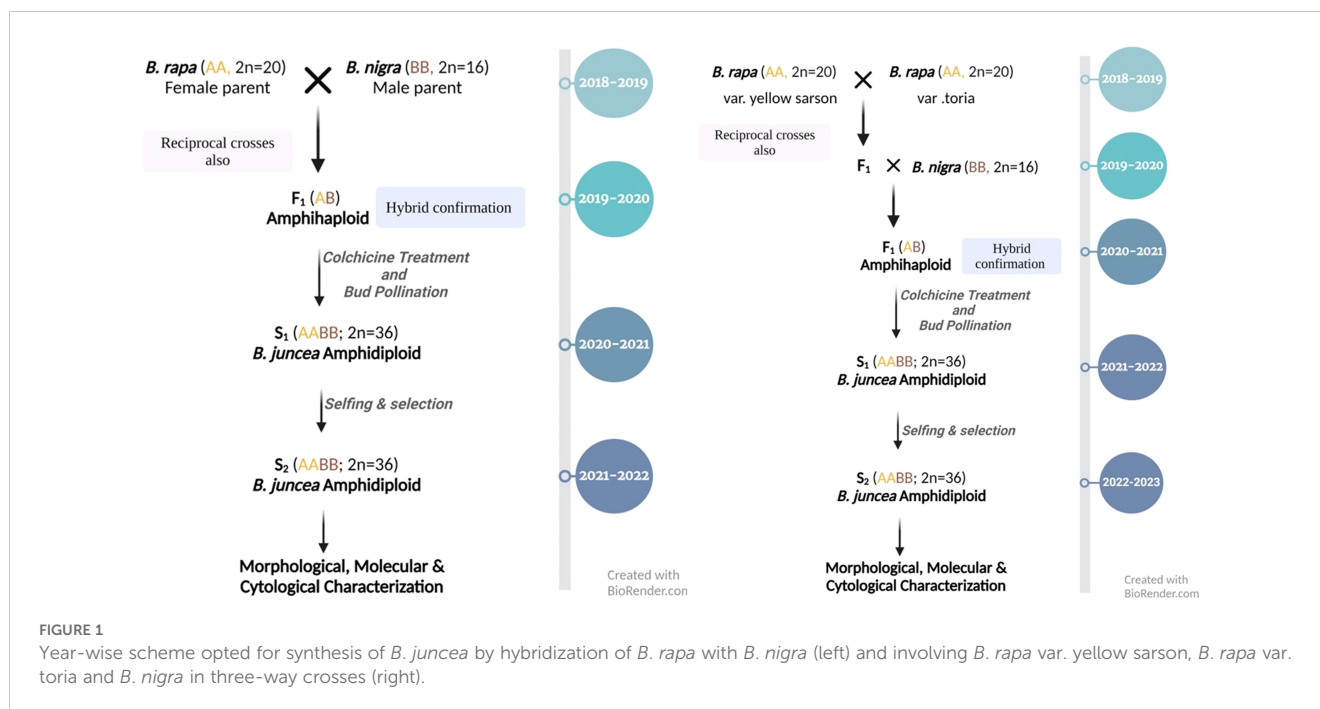 B. rapa (AA, 2n=20)
Female parent
B. nigra (BB, 2n=16)
Male parent
2018-2019
Reciprocal crosses
also
F1 (AB)
Amphihaploid
Hybrid confirmation
2019-2020
Colchicine Treatment
and
Bud Pollination
S1 (AABB; 2n=36)
B. juncea Amphidiploid
2020-2021
Selfing & selection
S2 (AABB; 2n=36)
B. juncea Amphidiploid
2021-2022
Morphological, Molecular &
Cytological Characterization
Created with
BioRender.con
B. rapa (AA, 2n=20)
var. yellow sarson
B. rapa (AA, 2n=20)
var .toria
2018-2019
Reciprocal crosses
also
F1
B. nigra (BB, 2n=16)
2019-2020
F1 (AB)
Amphihaploid
Hybrid
confirmation
2020-2021
Colchicine Treatment
and
Bud Pollination
S1 (AABB; 2n=36)
B. juncea Amphidiploid
2021-2022
Selfing & selection
S2 (AABB; 2n=36)
B. juncea Amphidiploid
2022-2023
Morphological, Molecular &
Cytological Characterization
Created with
BioRender.com
FIGURE 1
Year-wise scheme opted for synthesis of B. juncea by hybridization of B. rapa with B. nigra (left) and involving B. rapa var. yellow sarson, B. rapa var.
toria and B. nigra in three-way crosses (right).